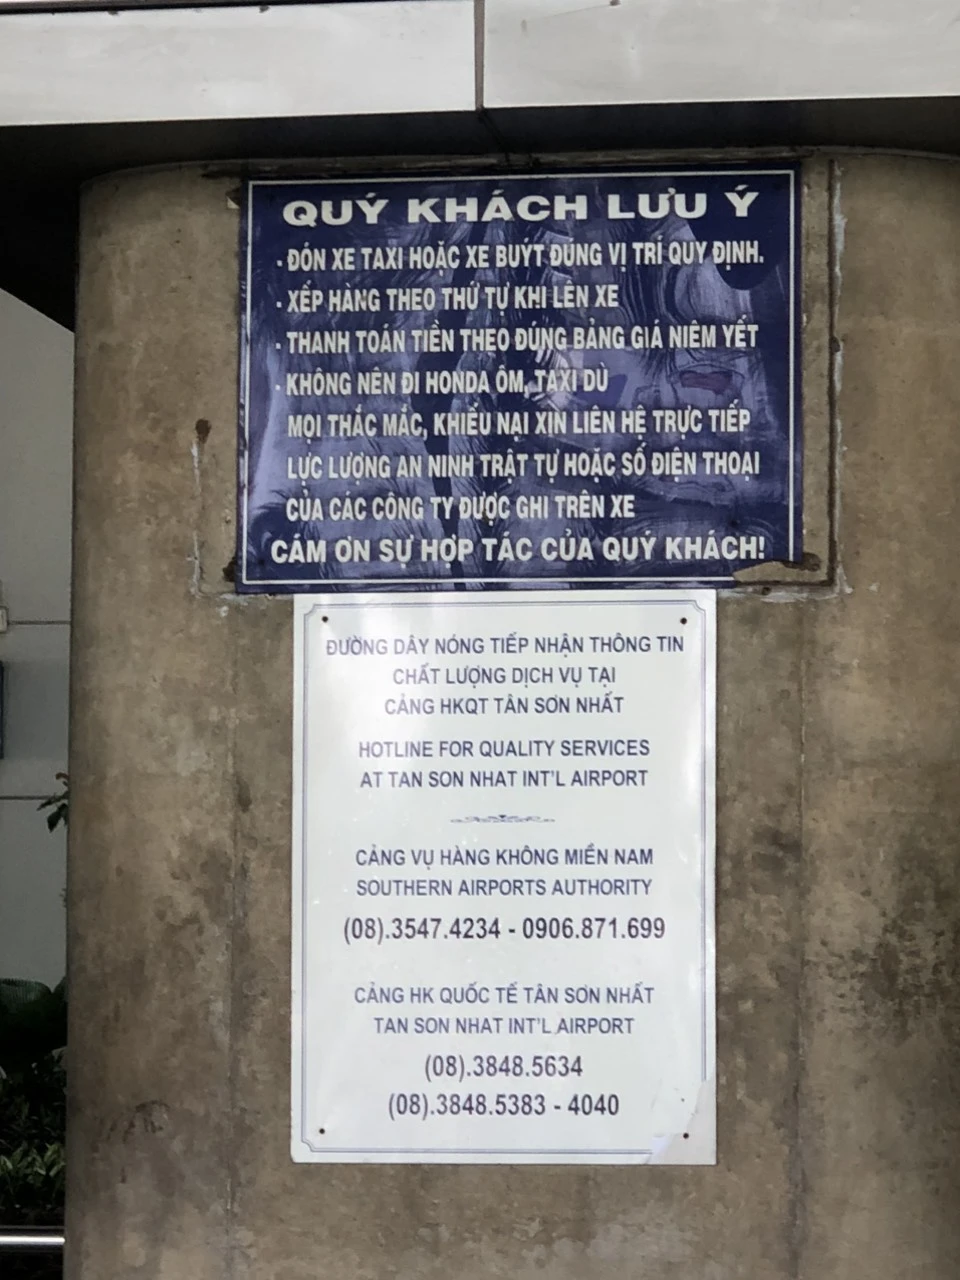 QUÝ KHÁCH LƯU Ý
· ĐÓN XE TAXI HOẶC XE BUÝT ĐÚNG VỊ TRÍ QUY ĐỊNH.
· XẾP HÀNG THEO THỨ TỰ KHI LÊN XE
· THANH TOÁN TIỀN THEO ĐÚNG BẢNG GIÁ NIÊM YẾT
· KHÔNG NÊN ĐI HONDA ÔM, TAXI DÙ
MỌI THẮC MẮC, KHIẾU NẠI XIN LIÊN HỆ TRỰC TIẾP
LỰC LƯỢNG AN NINH TRẬT TỰ HOẶC SỐ ĐIỆN THOẠI
CỦA CÁC CÔNG TY ĐƯỢC GHI TRÊN XE
CÁM ƠN SỰ HỢP TÁC CỦA QUÝ KHÁCH!
ĐƯỜNG DÂY NÓNG TIẾP NHẬN THÔNG TIN
CHẤT LƯỢNG DỊCH VỤ TẠI
CẢNG HKQT TÂN SƠN NHẤT
HOTLINE FOR QUALITY SERVICES
AT TAN SON NHAT INT'L AIRPORT
CẢNG VỤ HÀNG KHÔNG MIỀN NAM
SOUTHERN AIRPORTS AUTHORITY
(08).3547.4234 - 0906.871.699
CẢNG HK QUỐC TẾ TÂN SƠN NHẤT
TAN SON NHAT INT'L AIRPORT
(08).3848.5634
(08).3848.5383 - 4040